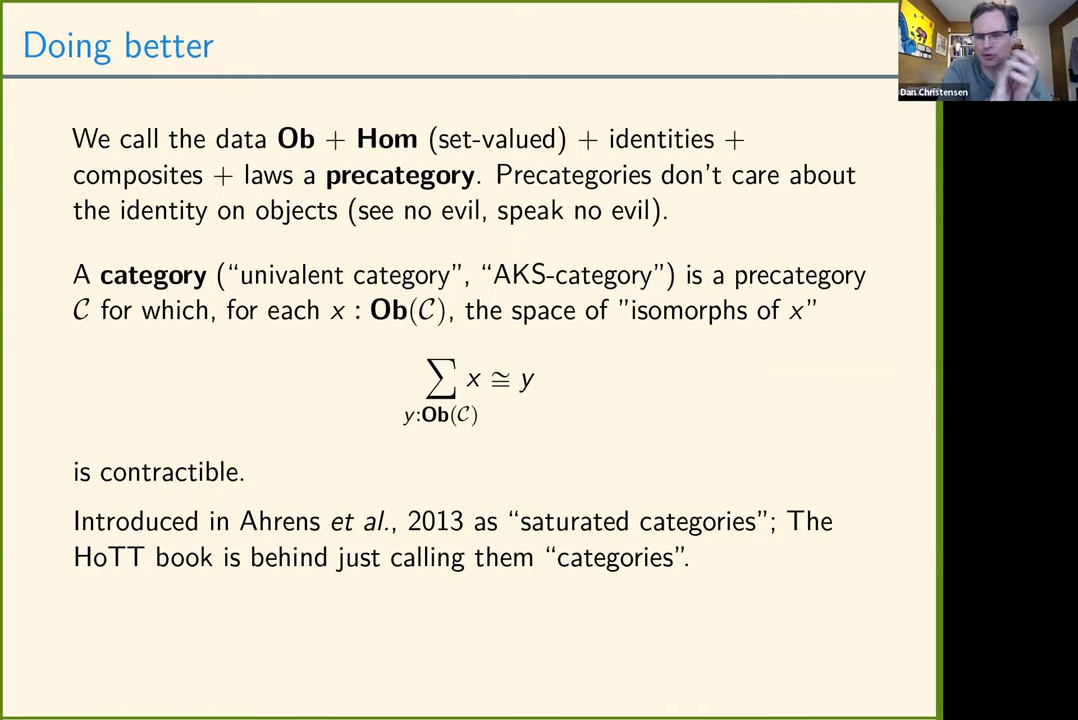 Doing better
Dan Christensen
We call the data Ob + Hom (set-valued) + identities +
composites + laws a precategory. Precategories don't care about
the identity on objects (see no evil, speak no evil).
A category (“univalent category”, “AKS-category”) is a precategory
𝒞 for which, for each x : Ob(𝒞), the space of ”isomorphs of x”
∑ x ≅ y
y:Ob(𝒞)
is contractible.
Introduced in Ahrens et al., 2013 as “saturated categories”; The
HoTT book is behind just calling them “categories”.